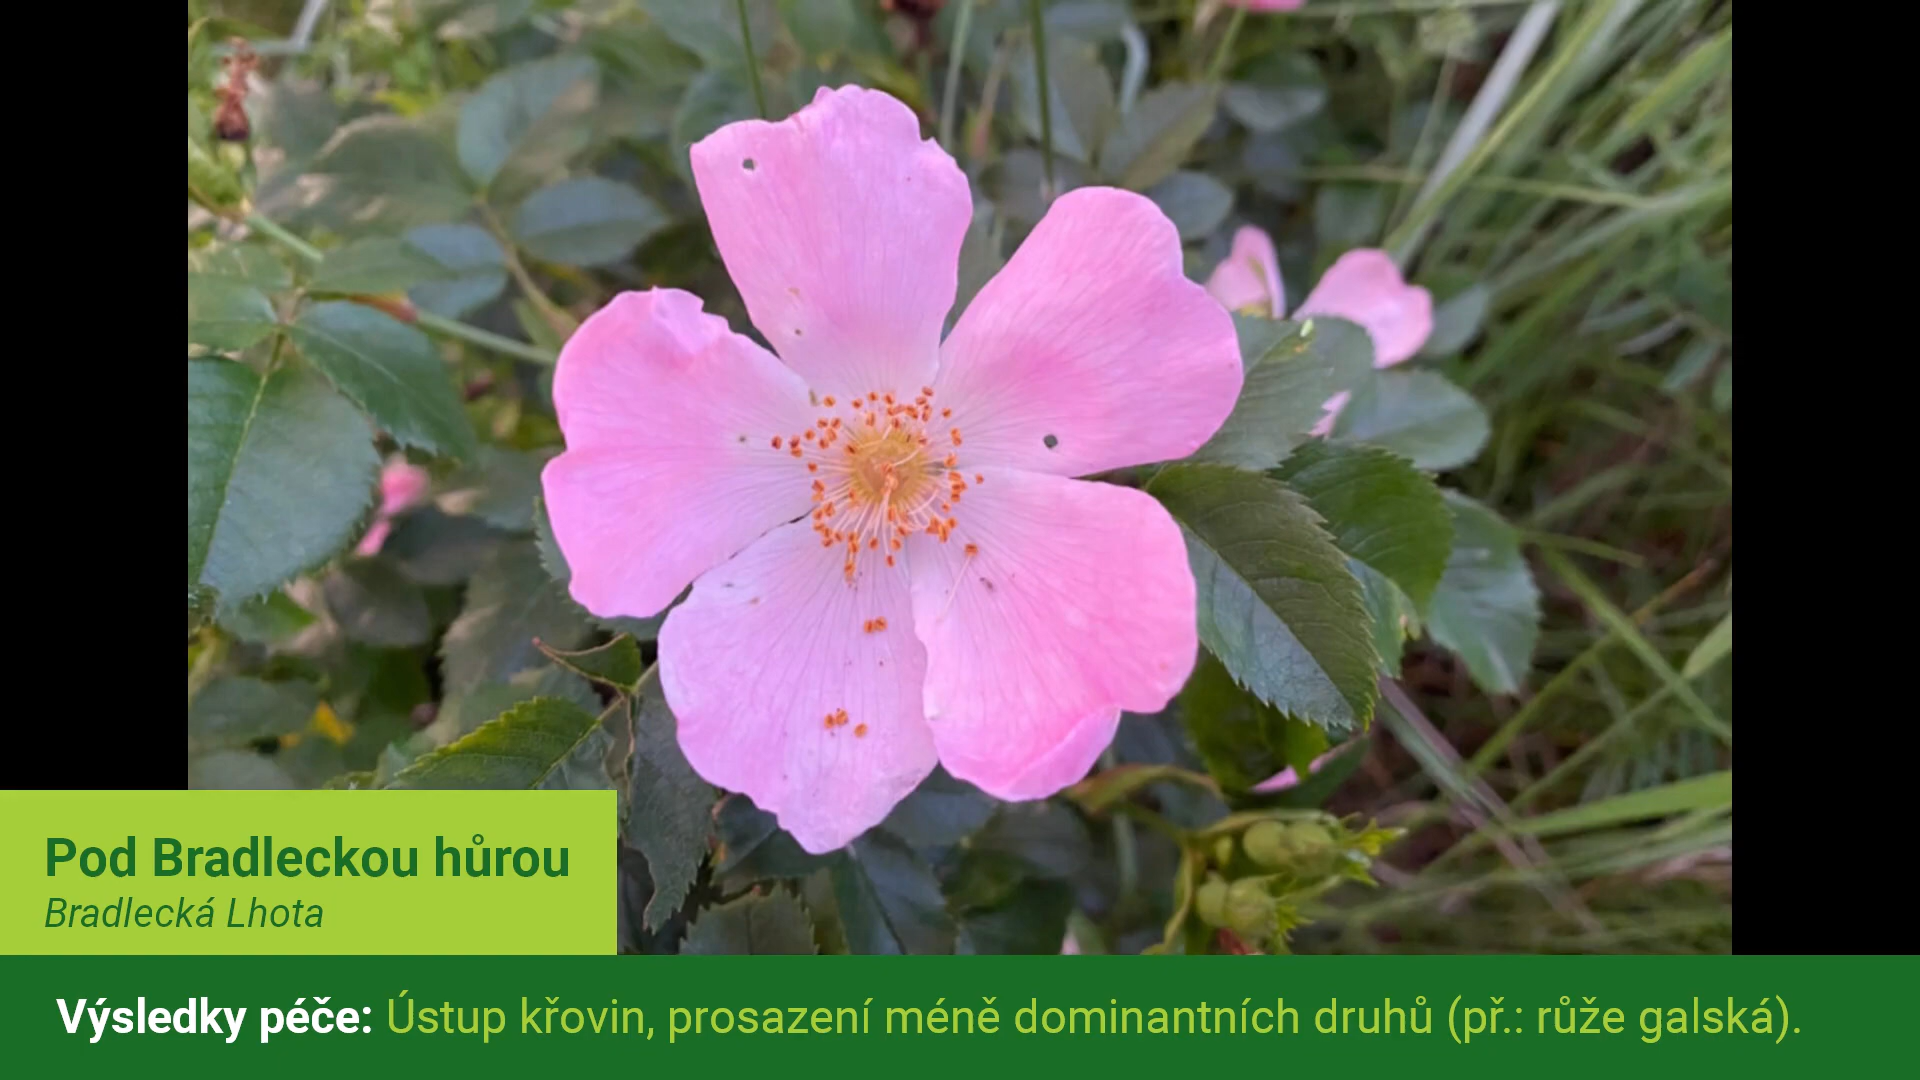 Pod Bradleckou hůrou
Bradlecká Lhota
Výsledky péče: Ústup křovin, prosazení méně dominantních druhů (př.: růže galská).